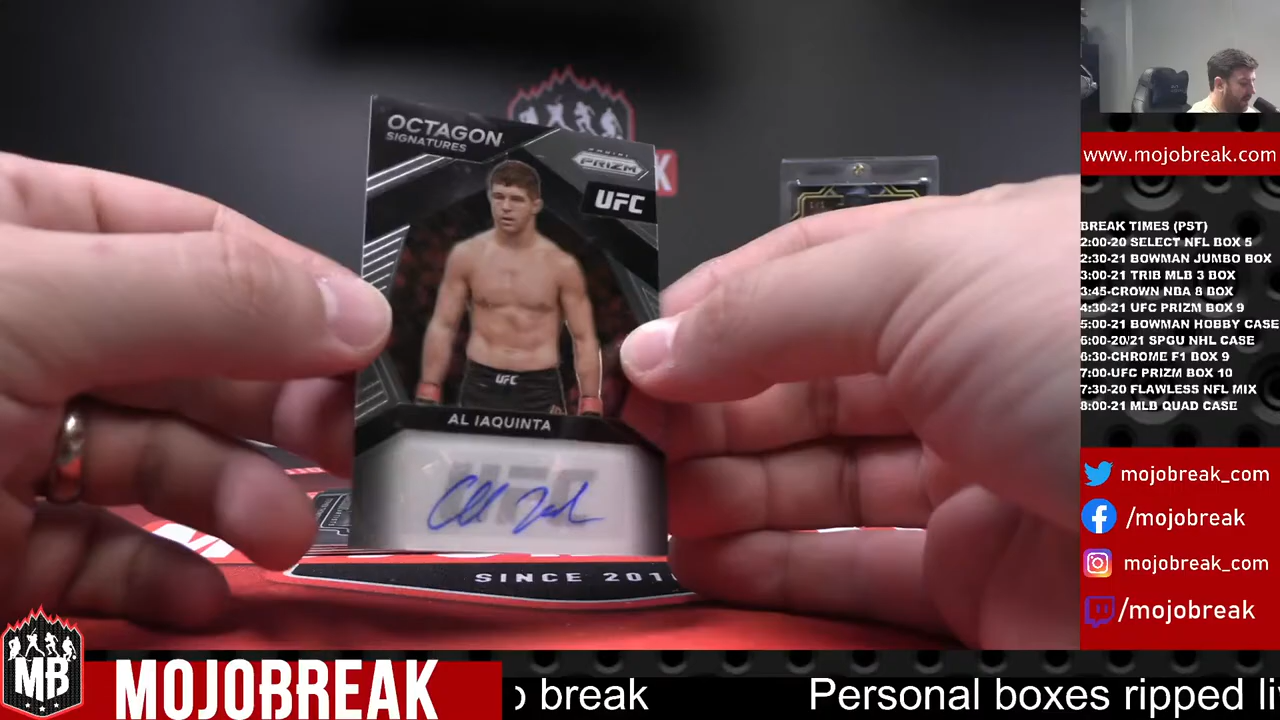 OCTAGON
SIGNATURES
PANINI
PRIZM
UFC
UFC
AL IAQUINTA
UFC
SINCE 201
www.mojobreak.com
BREAK TIMES (PST)
2:00-20 SELECT NFL BOX 5
2:30-21 BOWMAN JUMBO BOX
3:00-21 TRIB MLB 3 BOX
3:45-CROWN NBA 8 BOX
4:30-21 UFC PRIZM BOX 9
5:00-21 BOWMAN HOBBY CASE
6:00-20/21 SPGU NHL CASE
6:30-CHROME F1 BOX 9
7:00-UFC PRIZM BOX 10
7:30-20 FLAWLESS NFL MIX
8:00-21 MLB QUAD CASE
mojobreak_com
/mojobreak
mojobreak_com
/mojobreak
MB
MOJOBREAK
break Personal boxes ripped li